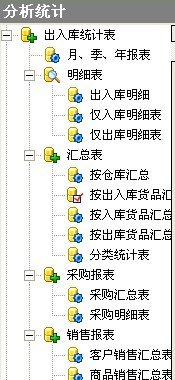 分析统计
出入库统计表
月、季、年报表
明细表
出入库明细
仅入库明细表
仅出库明细表
汇总表
按仓库汇总
按出入库货品汇
按入库货品汇总
按出库货品汇总
分类统计表
采购报表
采购汇总表
采购明细表
销售报表
客户销售汇总表
商品销售汇总表